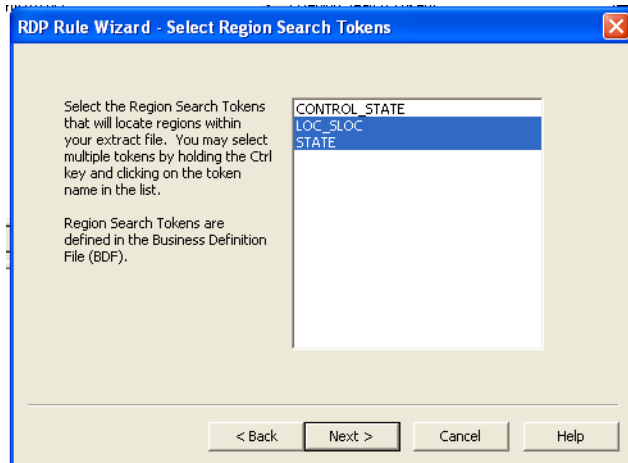 RDP Rule Wizard - Select Region Search Tokens
Select the Region Search Tokens
that will locate regions within
your extract file. You may select
multiple tokens by holding the Ctrl
key and clicking on the token
name in the list.
Region Search Tokens are
defined in the Business Definition
File (BDF).
CONTROL_STATE
LOC_SLOC
STATE
< Back
Next >
Cancel
Help